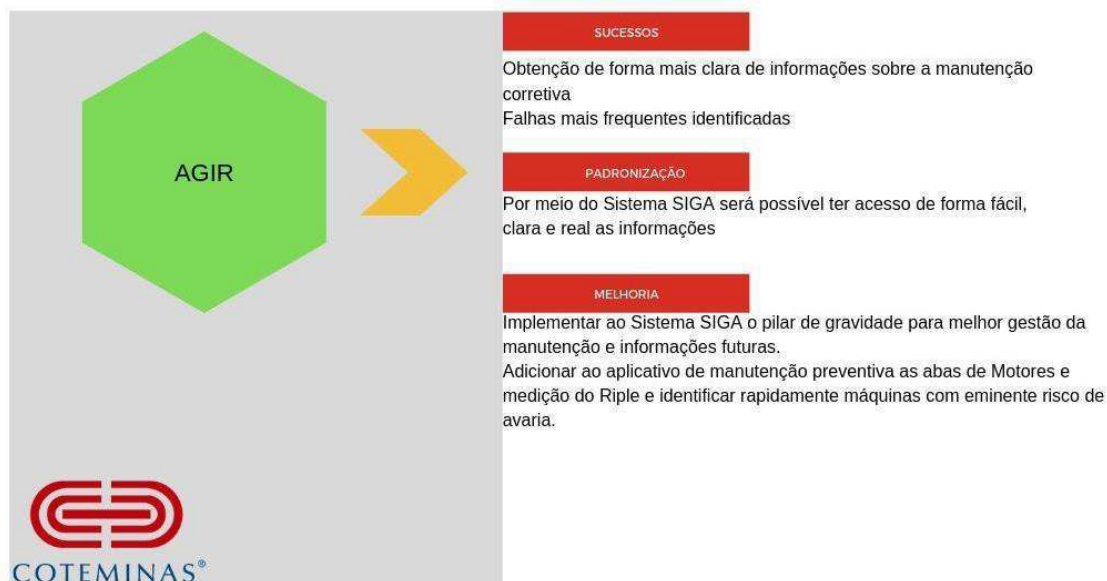 AGIR
SUCESSOS
Obtenção de forma mais clara de informações sobre a manutenção
corretiva
Falhas mais frequentes identificadas
PADRONIZAÇÃO
Por meio do Sistema SIGA será possível ter acesso de forma fácil,
clara e real as informações
MELHORIA
Implementar ao Sistema SIGA o pilar de gravidade para melhor gestão da
manutenção e informações futuras.
Adicionar ao aplicativo de manutenção preventiva as abas de Motores e
medição do Riple e identificar rapidamente máquinas com eminente risco de
avaria.
COTEMINAS®